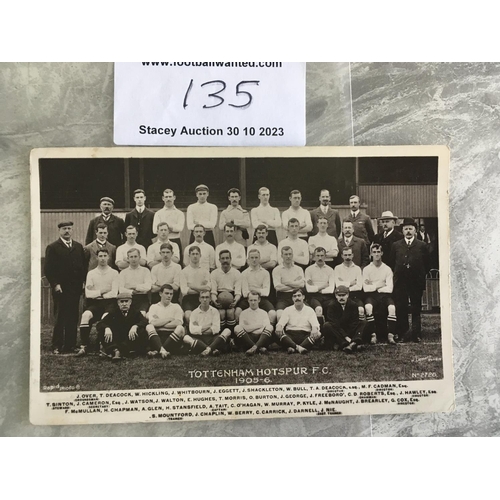 www.footballwanted.com
135
Stacey Auction 30 10 2023
TOTTENHAM HOTSPUR F.C.
1905-6.
J. OVER, T. DEACOCK, W. HICKLING, J. WHITBOURN, J. EGGETT, J. SHACKLETON, W. BULL, T. A. DEACOCK, Esq., M. F. CADMAN, Esq.
T. BINTON, J. CAMERON, Esq., J. WATSON, J. WALTON, E. HUGHES, T. MORRIS, O. BURTON, J. GEORGE, J. FREEBORO', C. D. ROBERTS, Esq., J. HAWLEY, Esq.
P. McMULLAN, H. CHAPMAN, A. GLEN, H. STANSFIELD, A. TAIT, C. O'HAGAN, W. MURRAY, P. KYLE, J. McNAUGHT, J. BREARLEY, G. COX, Esq.
S. MOUNTFORD, J. CHAPLIN, W. BERRY, C. CARRICK, J. DARNELL, J. NIE,